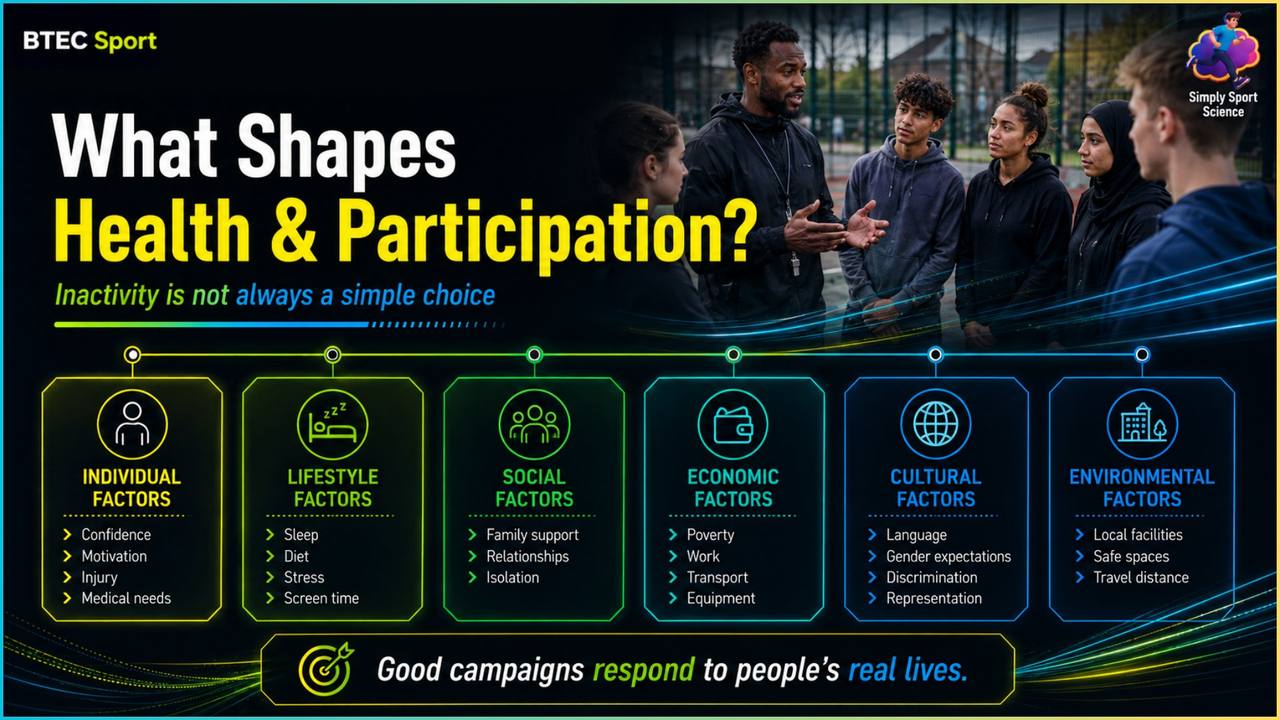 BTEC Sport
Simply Sport
Science
What Shapes
Health & Participation?
Inactivity is not always a simple choice
z z z
INDIVIDUAL
FACTORS
Confidence
Motivation
Injury
Medical needs
LIFESTYLE
FACTORS
Sleep
Diet
Stress
Screen time
SOCIAL
FACTORS
Family support
Relationships
Isolation
ECONOMIC
FACTORS
Poverty
Work
Transport
Equipment
CULTURAL
FACTORS
Language
Gender expectations
Discrimination
Representation
ENVIRONMENTAL
FACTORS
Local facilities
Safe spaces
Travel distance
Good campaigns respond to people’s real lives.